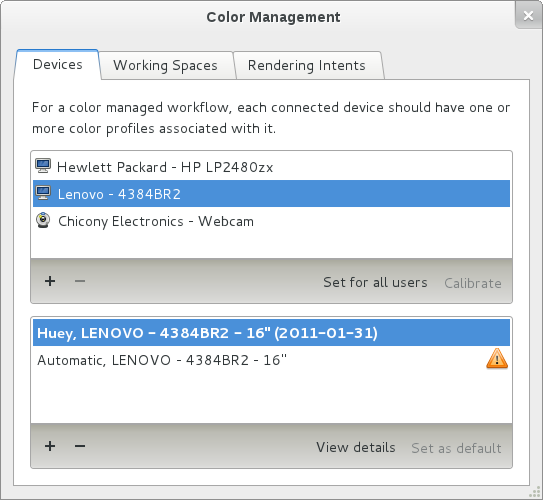 Color Management
Devices
Working Spaces
Rendering Intents
For a color managed workflow, each connected device should have one or
more color profiles associated with it.
Hewlett Packard - HP LP2480zx
Lenovo - 4384BR2
Chicony Electronics - Webcam
Set for all users
Calibrate
Huey, LENOVO - 4384BR2 - 16" (2011-01-31)
Automatic, LENOVO - 4384BR2 - 16"
View details
Set as default